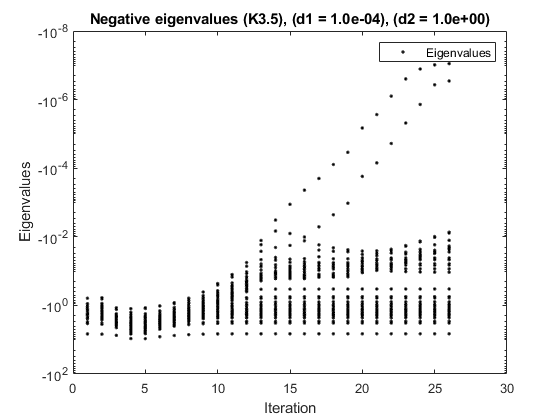 Negative eigenvalues (K3.5), (d1 = 1.0e-04), (d2 = 1.0e+00)
Eigenvalues
-10^-8
-10^-6
-10^-4
-10^-2
-10^0
-10^2
Eigenvalues
0 5 10 15 20 25 30
Iteration